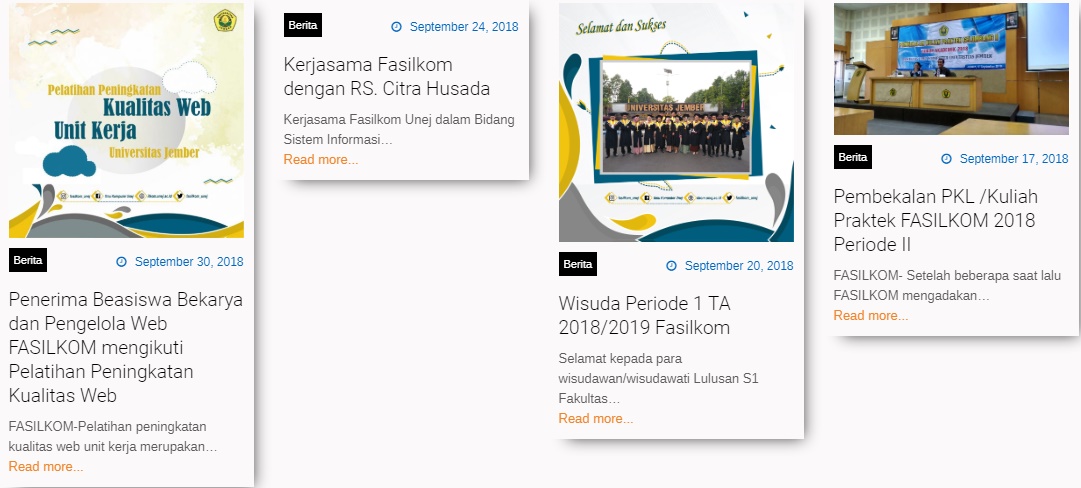 Pelatihan Peningkatan
Kualitas Web
Unit Kerja
Universitas Jember
Berita
September 30, 2018
Penerima Beasiswa Bekarya
dan Pengelola Web
FASILKOM mengikuti
Pelatihan Peningkatan
Kualitas Web
FASILKOM-Pelatihan peningkatan
kualitas web unit kerja merupakan…
Read more...
Berita
September 24, 2018
Kerjasama Fasilkom
dengan RS. Citra Husada
Kerjasama Fasilkom Unej dalam Bidang
Sistem Informasi…
Read more...
Selamat dan Sukses
UNIVERSITAS JEMBER
Berita
September 20, 2018
Wisuda Periode 1 TA
2018/2019 Fasilkom
Selamat kepada para
wisudawan/wisudawati Lulusan S1
Fakultas…
Read more...
Berita
September 17, 2018
Pembekalan PKL /Kuliah
Praktek FASILKOM 2018
Periode II
FASILKOM- Setelah beberapa saat lalu
FASILKOM mengadakan…
Read more...